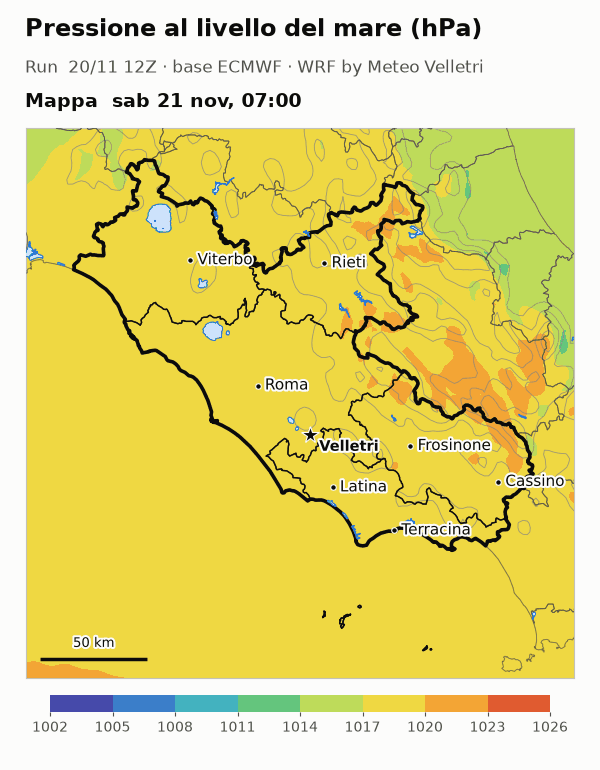 Pressione al livello del mare (hPa)
Run  20/11 12Z · base ECMWF · WRF by Meteo Velletri
Mappa  sab 21 nov, 07:00
Viterbo
Rieti
Roma
Velletri
Frosinone
Cassino
Latina
Terracina
50 km
1002 1005 1008 1011 1014 1017 1020 1023 1026